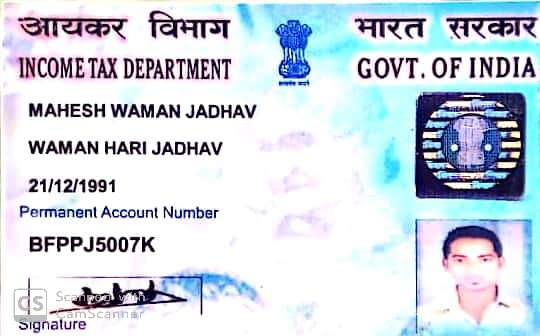 आयकर विभाग
भारत सरकार
INCOME TAX DEPARTMENT
GOVT. OF INDIA
MAHESH WAMAN JADHAV
WAMAN HARI JADHAV
21/12/1991
Permanent Account Number
BFPPJ5007K
CS
Scanned with
CamScanner
Signature